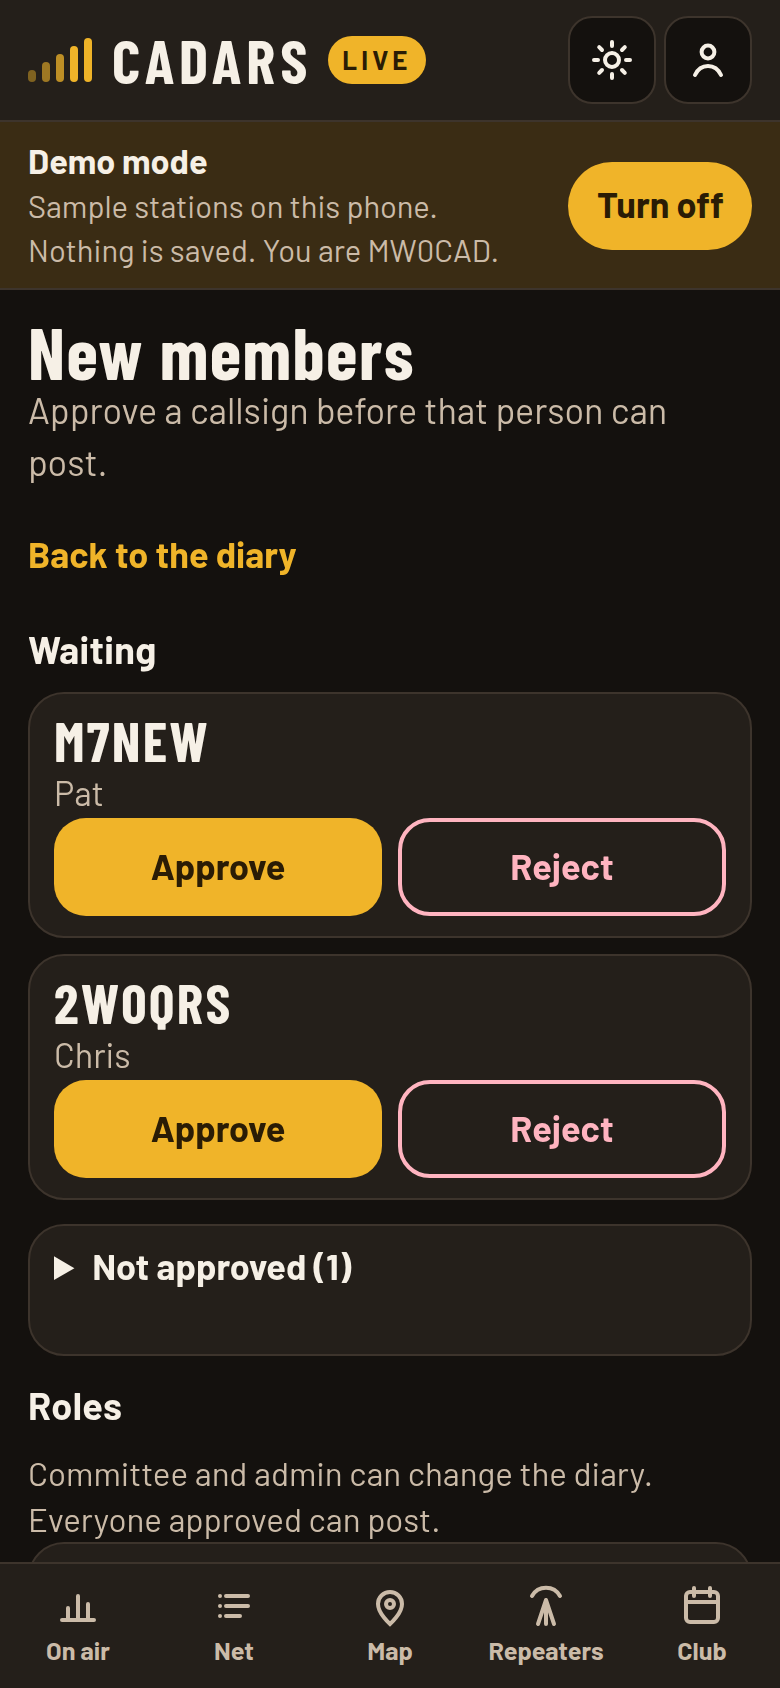 CADARS LIVE
Demo mode
Sample stations on this phone.
Nothing is saved. You are MW0CAD.
Turn off
New members
Approve a callsign before that person can
post.
Back to the diary
Waiting
M7NEW
Pat
Approve Reject
2W0QRS
Chris
Approve Reject
Not approved (1)
Roles
Committee and admin can change the diary.
Everyone approved can post.
On air Net Map Repeaters Club